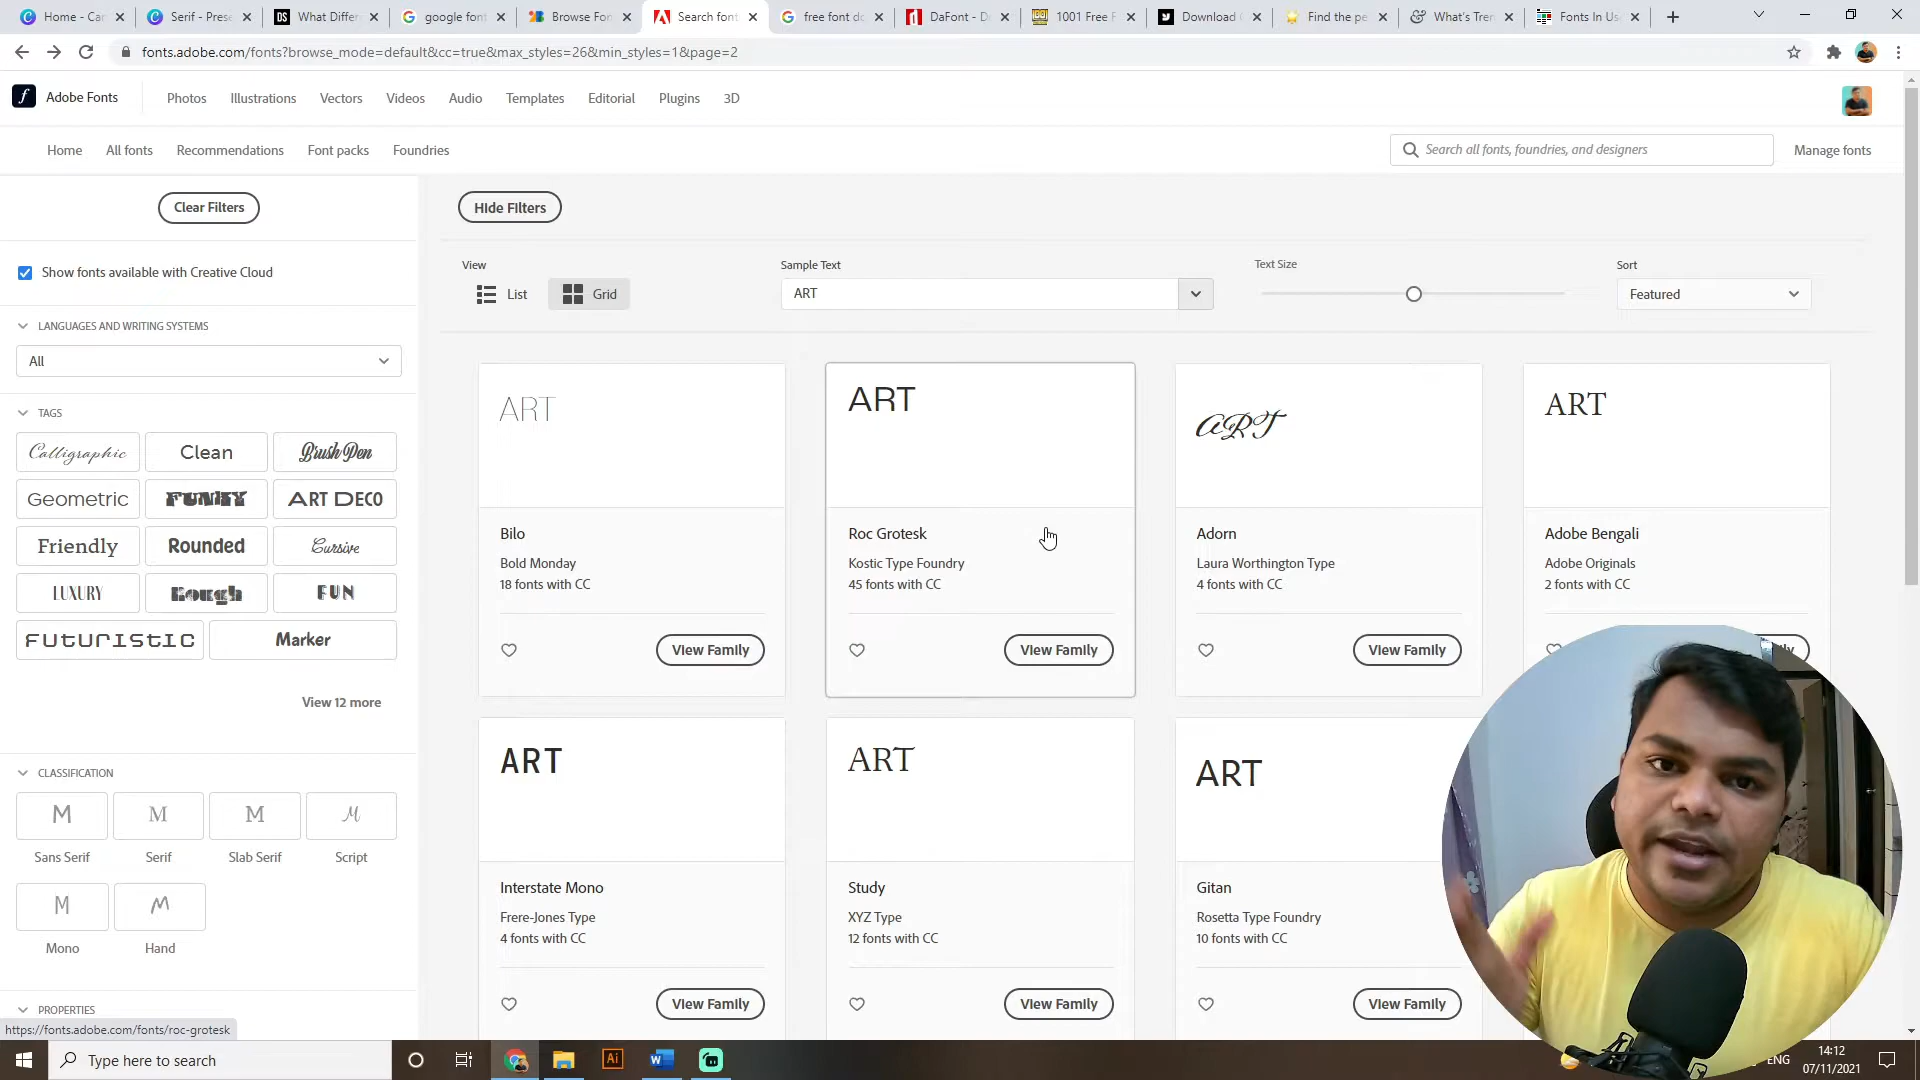 Home - Car
Serif - Prese
What Differ
google font
Browse Fon
Search font
free font do
DaFont - D
1001 Free F
Download
Find the pe
What's Tren
Fonts In Us
fonts.adobe.com/fonts?browse_mode=default&cc=true&max_styles=26&min_styles=1&page=2
Adobe Fonts
Photos
Illustrations
Vectors
Videos
Audio
Templates
Editorial
Plugins
3D
Home
All fonts
Recommendations
Font packs
Foundries
Search all fonts, foundries, and designers
Manage fonts
Clear Filters
Hide Filters
Show fonts available with Creative Cloud
View
List
Grid
Sample Text
ART
Text Size
Sort
Featured
LANGUAGES AND WRITING SYSTEMS
All
TAGS
Calligraphic
Clean
Brush Pen
Geometric
FUNKY
ART DECO
Friendly
Rounded
Cursive
LUXURY
Rough
FUN
FUTURISTIC
Marker
View 12 more
CLASSIFICATION
M
M
M
M
Sans Serif
Serif
Slab Serif
Script
M
M
Mono
Hand
PROPERTIES
ART
Bilo
Bold Monday
18 fonts with CC
View Family
ART
Roc Grotesk
Kostic Type Foundry
45 fonts with CC
View Family
ART
Adorn
Laura Worthington Type
4 fonts with CC
View Family
ART
Adobe Bengali
Adobe Originals
2 fonts with CC
ART
Interstate Mono
Frere-Jones Type
4 fonts with CC
View Family
ART
Study
XYZ Type
12 fonts with CC
View Family
ART
Gitan
Rosetta Type Foundry
10 fonts with CC
View Family
https://fonts.adobe.com/fonts/roc-grotesk
Type here to search
Ai
ENG
14:12
07/11/2021